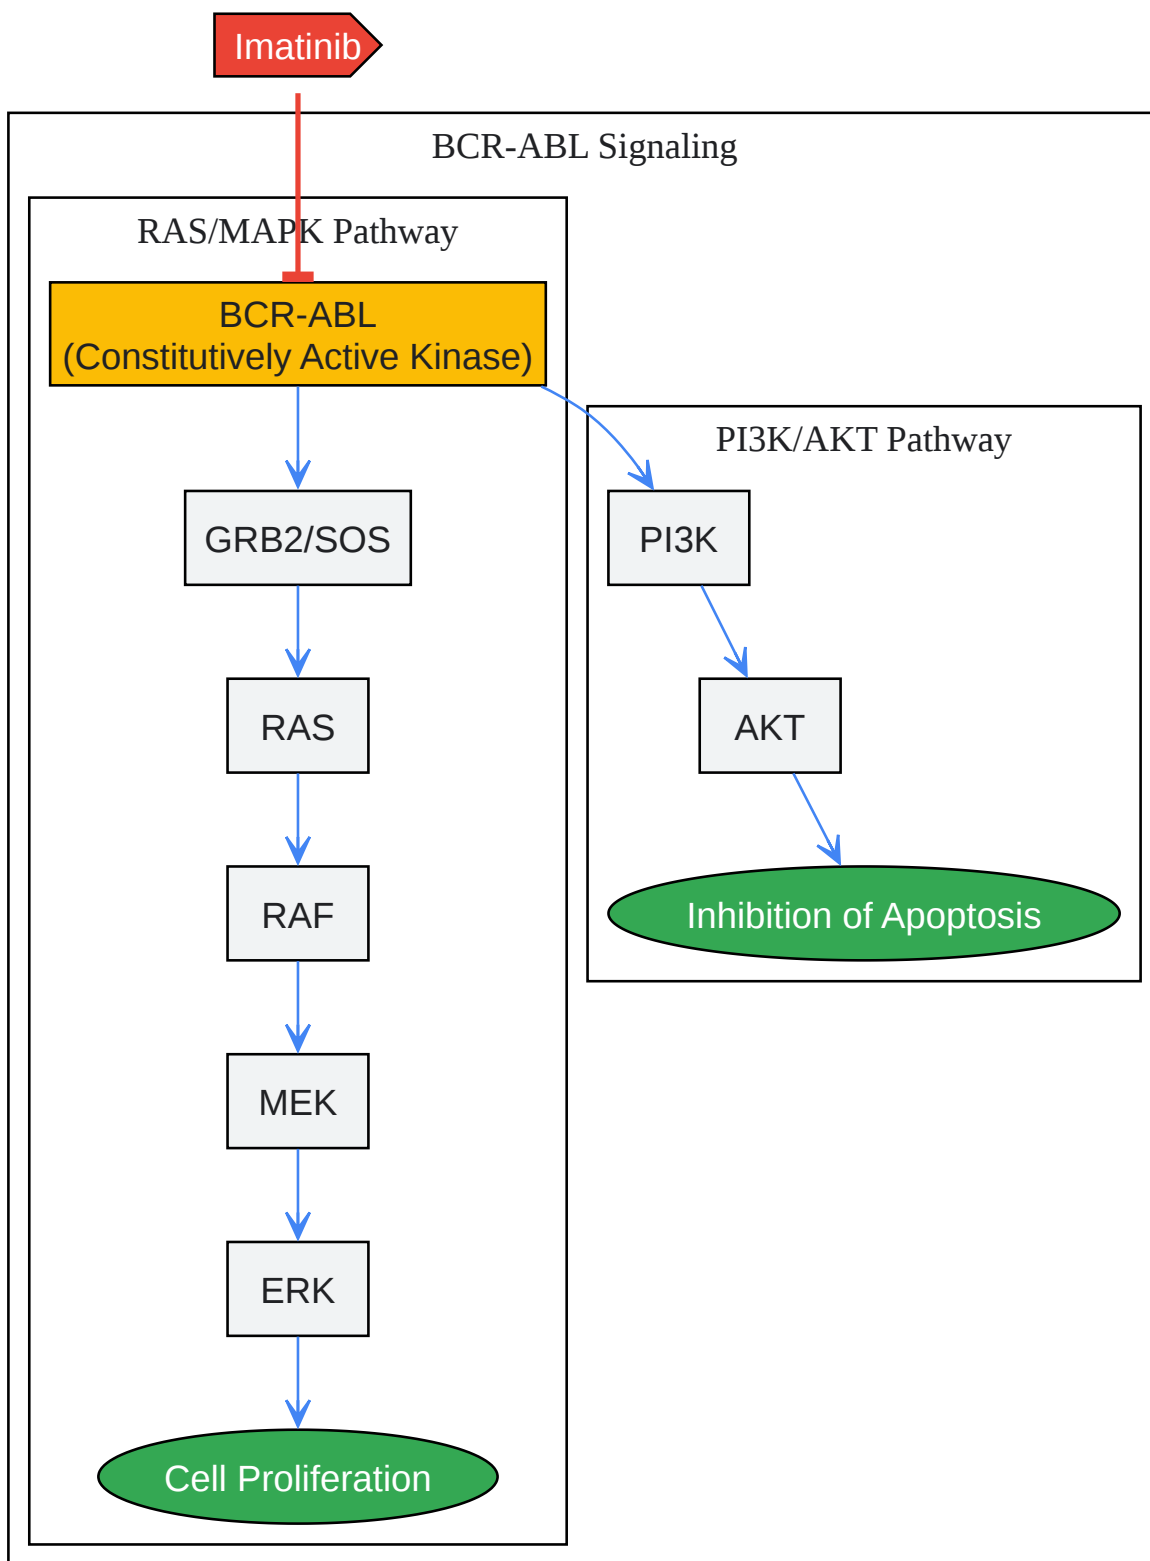 Imatinib
BCR-ABL Signaling
RAS/MAPK Pathway
BCR-ABL
(Constitutively Active Kinase)
PI3K/AKT Pathway
GRB2/SOS
PI3K
RAS
AKT
RAF
Inhibition of Apoptosis
MEK
ERK
Cell Proliferation